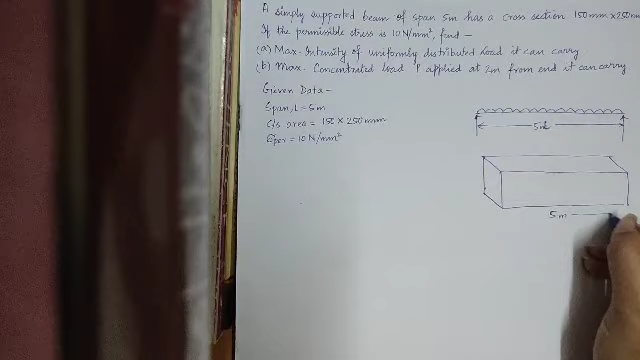 A simply supported beam of span 5m has a cross section 150mm x 250mm
If the permissible stress is 10 N/mm², find -
(a) Max. Intensity of uniformly distributed load it can carry
(b) Max. Concentrated load 'P' applied at 2m from end it can carry
Given Data -
Span, L = 5m
C/s area = 150 x 250 mm
σper = 10 N/mm²
5m
5m